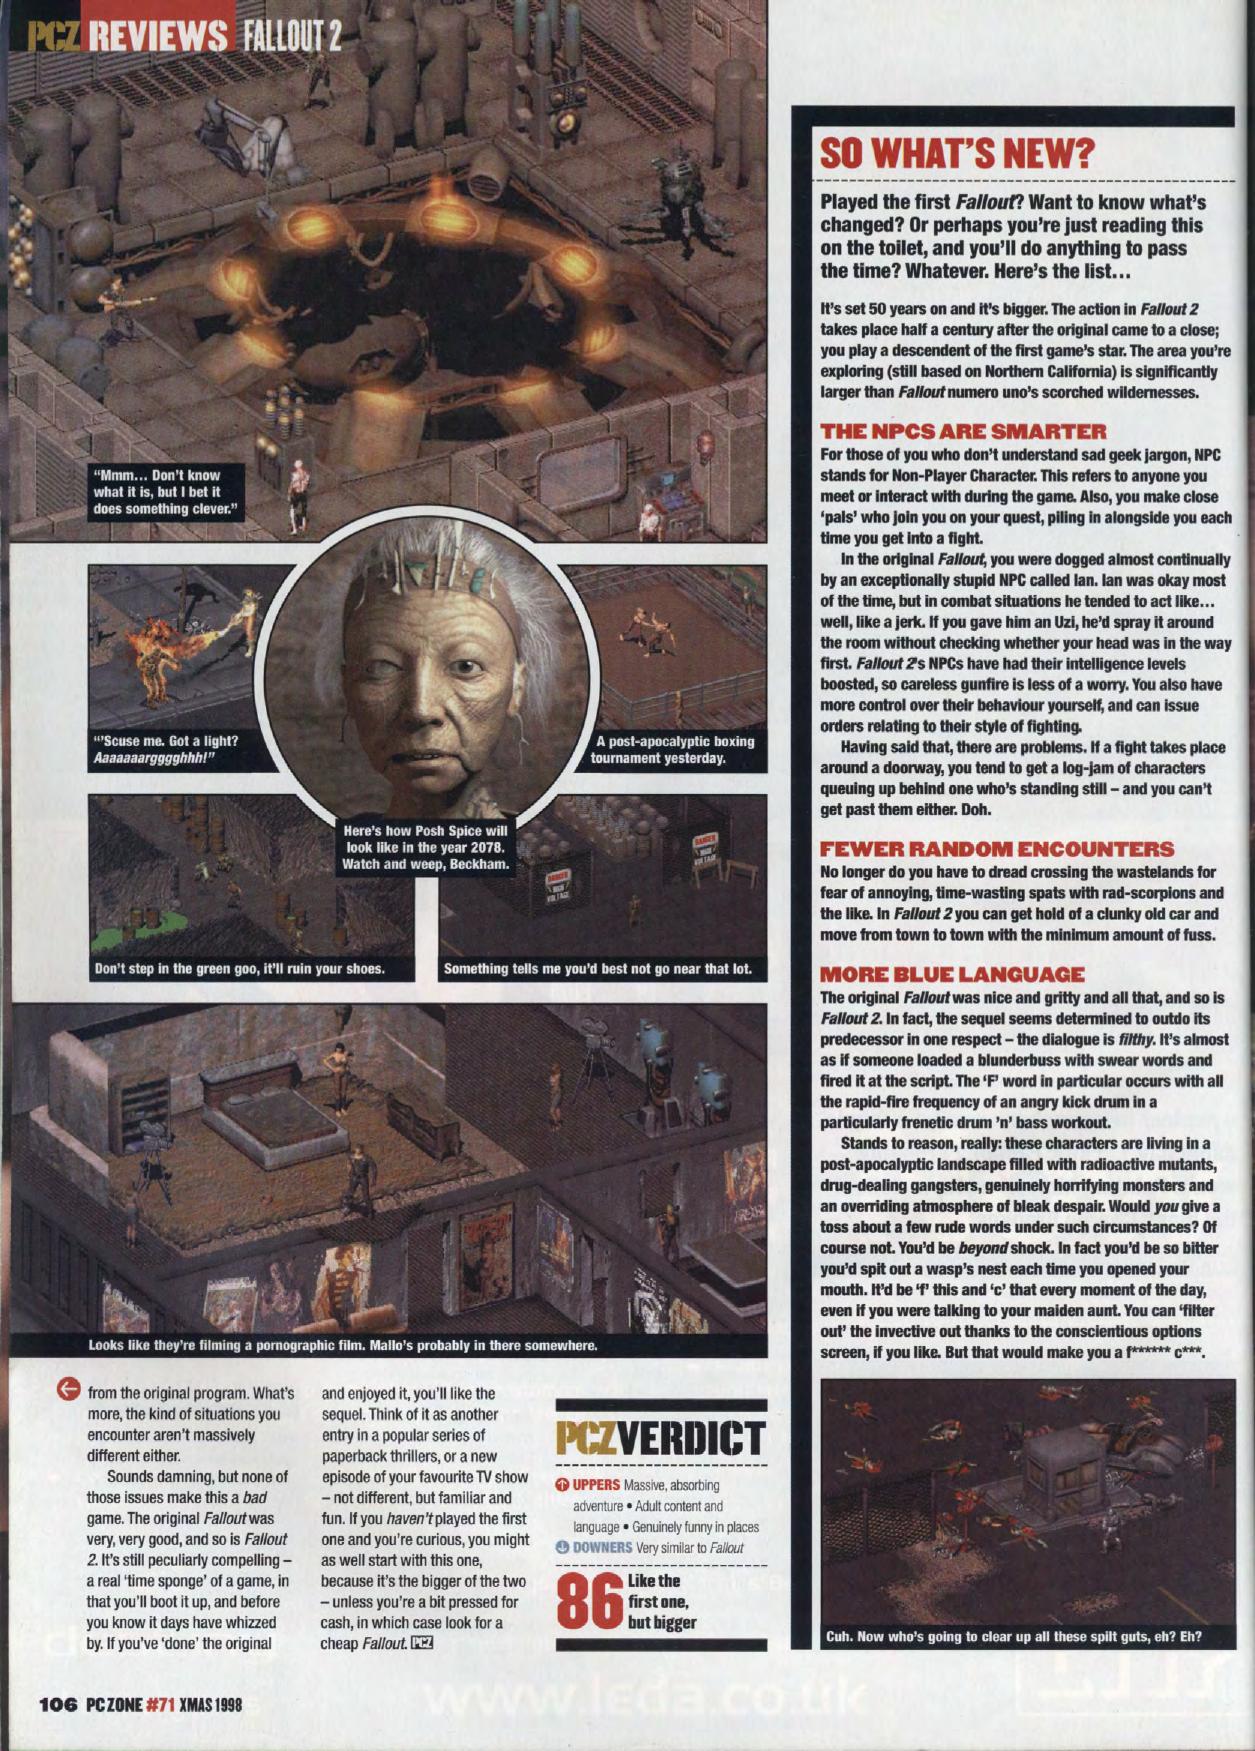 PCZ REVIEWS FALLOUT 2
"Mmm... Don't know
what it is, but I bet it
does something clever."
"'Scuse me. Got a light?
Aaaaaaarggghhh!"
A post-apocalyptic boxing
tournament yesterday.
Here's how Posh Spice will
look like in the year 2078.
Watch and weep, Beckham.
DANGER
HIGH
VOLTAGE
DANGER
HIGH
VOLTAGE
Don't step in the green goo, it'll ruin your shoes.
Something tells me you'd best not go near that lot.
Looks like they're filming a pornographic film. Mallo's probably in there somewhere.
from the original program. What's
more, the kind of situations you
encounter aren't massively
different either.
Sounds damning, but none of
those issues make this a bad
game. The original Fallout was
very, very good, and so is Fallout
2. It's still peculiarly compelling –
a real 'time sponge' of a game, in
that you'll boot it up, and before
you know it days have whizzed
by. If you've 'done' the original
and enjoyed it, you'll like the
sequel. Think of it as another
entry in a popular series of
paperback thrillers, or a new
episode of your favourite TV show
– not different, but familiar and
fun. If you haven't played the first
one and you're curious, you might
as well start with this one,
because it's the bigger of the two
– unless you're a bit pressed for
cash, in which case look for a
cheap Fallout. PCZ
PCZ VERDICT
UPPERS Massive, absorbing
adventure • Adult content and
language • Genuinely funny in places
DOWNERS Very similar to Fallout
86 Like the
first one,
but bigger
SO WHAT'S NEW?
Played the first Fallout? Want to know what's
changed? Or perhaps you're just reading this
on the toilet, and you'll do anything to pass
the time? Whatever. Here's the list...
It's set 50 years on and it's bigger. The action in Fallout 2
takes place half a century after the original came to a close;
you play a descendent of the first game's star. The area you're
exploring (still based on Northern California) is significantly
larger than Fallout numero uno's scorched wildernesses.
THE NPCS ARE SMARTER
For those of you who don't understand sad geek jargon, NPC
stands for Non-Player Character. This refers to anyone you
meet or interact with during the game. Also, you make close
'pals' who join you on your quest, piling in alongside you each
time you get into a fight.
In the original Fallout, you were dogged almost continually
by an exceptionally stupid NPC called Ian. Ian was okay most
of the time, but in combat situations he tended to act like...
well, like a jerk. If you gave him an Uzi, he'd spray it around
the room without checking whether your head was in the way
first. Fallout 2's NPCs have had their intelligence levels
boosted, so careless gunfire is less of a worry. You also have
more control over their behaviour yourself, and can issue
orders relating to their style of fighting.
Having said that, there are problems. If a fight takes place
around a doorway, you tend to get a log-jam of characters
queuing up behind one who's standing still – and you can't
get past them either. Doh.
FEWER RANDOM ENCOUNTERS
No longer do you have to dread crossing the wastelands for
fear of annoying, time-wasting spats with rad-scorpions and
the like. In Fallout 2 you can get hold of a clunky old car and
move from town to town with the minimum amount of fuss.
MORE BLUE LANGUAGE
The original Fallout was nice and gritty and all that, and so is
Fallout 2. In fact, the sequel seems determined to outdo its
predecessor in one respect – the dialogue is filthy. It's almost
as if someone loaded a blunderbuss with swear words and
fired it at the script. The 'F' word in particular occurs with all
the rapid-fire frequency of an angry kick drum in a
particularly frenetic drum 'n' bass workout.
Stands to reason, really: these characters are living in a
post-apocalyptic landscape filled with radioactive mutants,
drug-dealing gangsters, genuinely horrifying monsters and
an overriding atmosphere of bleak despair. Would you give a
toss about a few rude words under such circumstances? Of
course not. You'd be beyond shock. In fact you'd be so bitter
you'd spit out a wasp's nest each time you opened your
mouth. It'd be 'f' this and 'c' that every moment of the day,
even if you were talking to your maiden aunt. You can 'filter
out' the invective out thanks to the conscientious options
screen, if you like. But that would make you a f****** c***.
Cuh. Now who's going to clear up all these spilt guts, eh? Eh?
106 PC ZONE #71 XMAS 1998
www.leda.co.uk